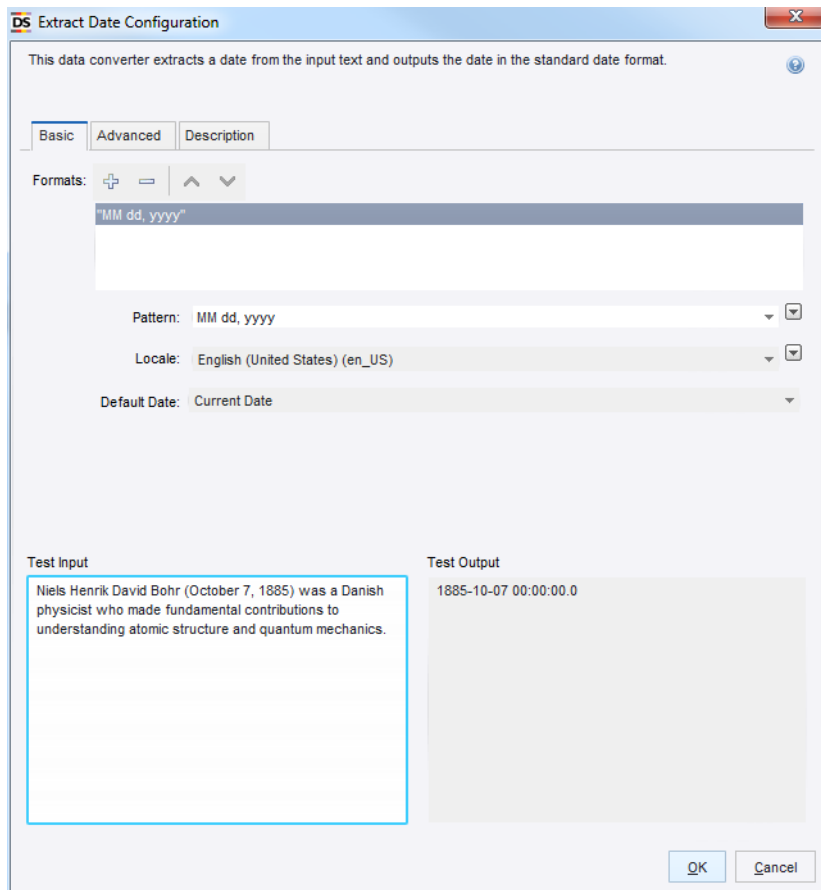 DS Extract Date Configuration
X
This data converter extracts a date from the input text and outputs the date in the standard date format.
?
Basic Advanced Description
Formats:
"MM dd, yyyy"
Pattern: MM dd, yyyy
Locale: English (United States) (en_US)
Default Date: Current Date
Test Input Test Output
Niels Henrik David Bohr (October 7, 1885) was a Danish 1885-10-07 00:00:00.0
physicist who made fundamental contributions to
understanding atomic structure and quantum mechanics.
OK Cancel